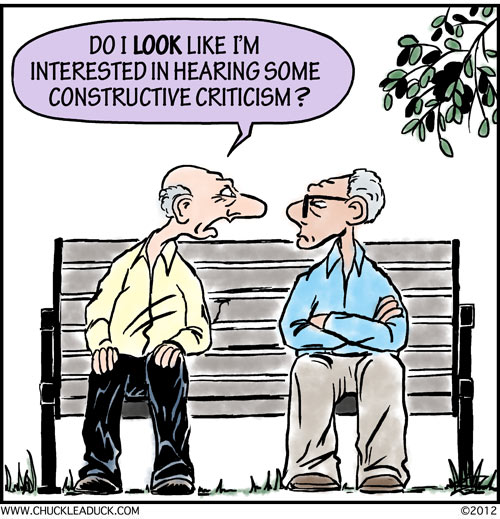 DO I LOOK LIKE I'M
INTERESTED IN HEARING SOME
CONSTRUCTIVE CRITICISM?
WWW.CHUCKLEADUCK.COM
©2012